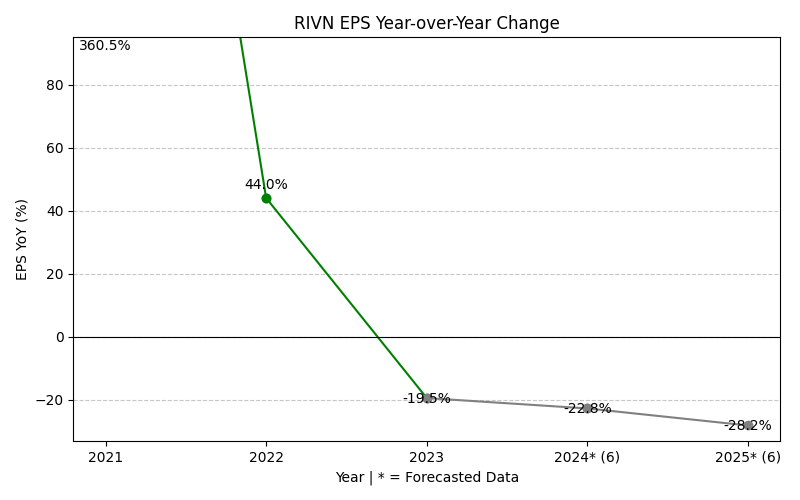 RIVN EPS Year-over-Year Change
360.5%
80
60
44.0%
40
20
0
-19.5%
−20
-22.8%
-28.2%
EPS YoY (%)
2021 2022 2023 2024* (6) 2025* (6)
Year | * = Forecasted Data